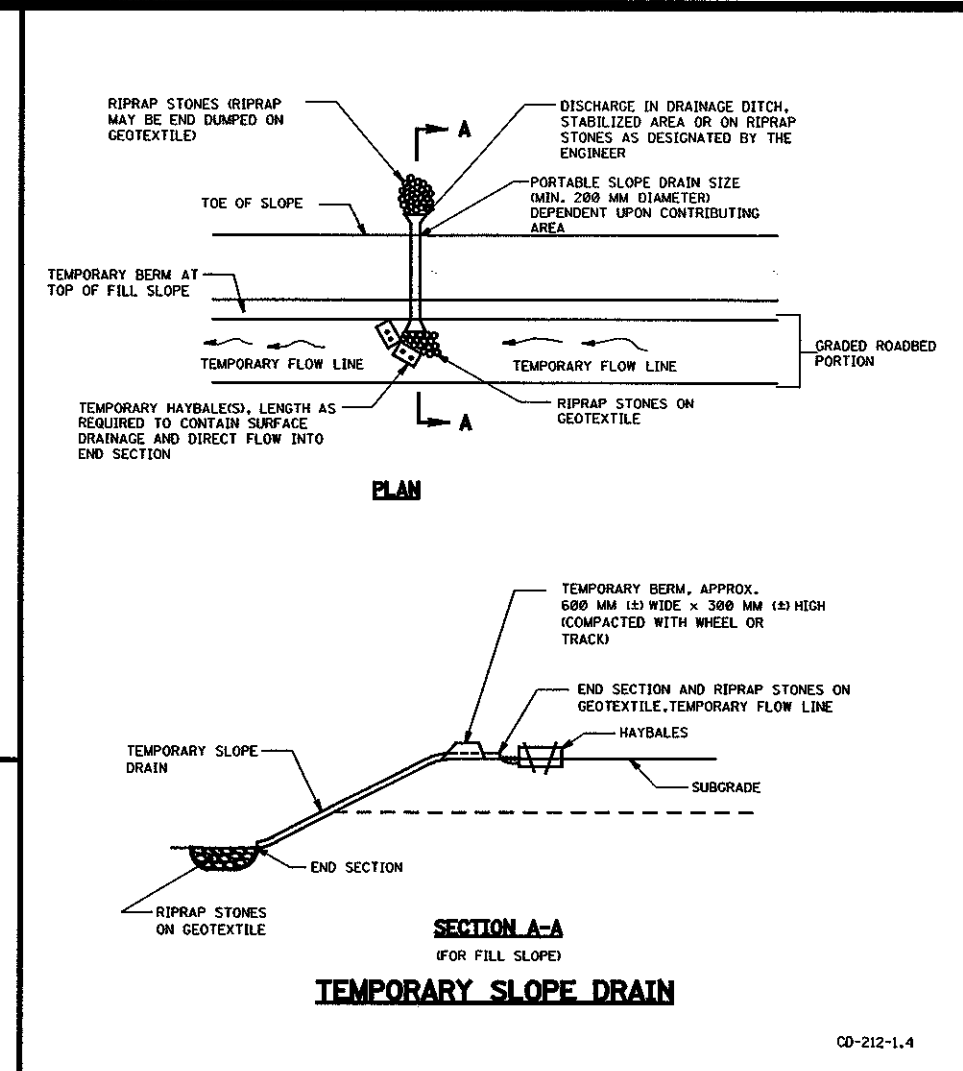 RIPRAP STONES (RIPRAP
MAY BE END DUMPED ON
GEOTEXTILE)
A
DISCHARGE IN DRAINAGE DITCH,
STABILIZED AREA OR ON RIPRAP
STONES AS DESIGNATED BY THE
ENGINEER
TOE OF SLOPE
PORTABLE SLOPE DRAIN SIZE
(MIN. 200 MM DIAMETER)
DEPENDENT UPON CONTRIBUTING
AREA
TEMPORARY BERM AT
TOP OF FILL SLOPE
TEMPORARY FLOW LINE
TEMPORARY FLOW LINE
GRADED ROADBED
PORTION
TEMPORARY HAYBALE(S), LENGTH AS
REQUIRED TO CONTAIN SURFACE
DRAINAGE AND DIRECT FLOW INTO
END SECTION
A
RIPRAP STONES ON
GEOTEXTILE
PLAN
TEMPORARY BERM, APPROX.
600 MM (±) WIDE x 300 MM (±) HIGH
(COMPACTED WITH WHEEL OR
TRACK)
END SECTION AND RIPRAP STONES ON
GEOTEXTILE,TEMPORARY FLOW LINE
HAYBALES
TEMPORARY SLOPE
DRAIN
SUBGRADE
END SECTION
RIPRAP STONES
ON GEOTEXTILE
SECTION A-A
(FOR FILL SLOPE)
TEMPORARY SLOPE DRAIN
CD-212-1.4